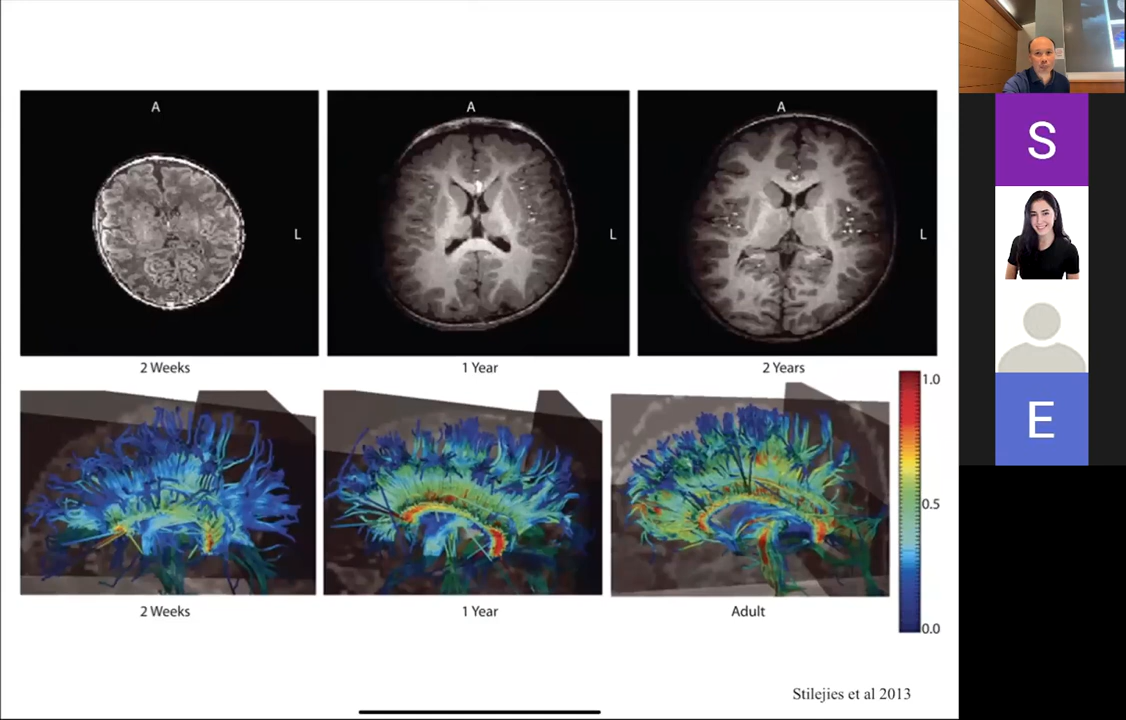 A
A
A
L
L
L
2 Weeks
1 Year
2 Years
1.0
0.5
0.0
2 Weeks
1 Year
Adult
Stilejies et al 2013
S
E